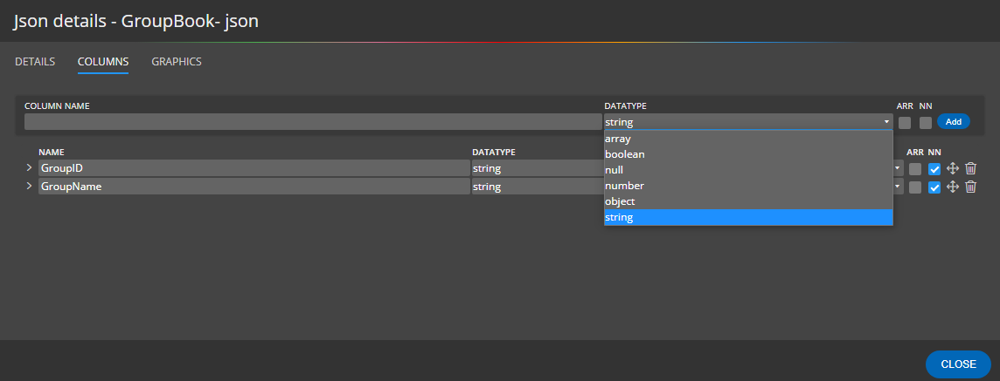 Json details - GroupBook- json
DETAILS COLUMNS GRAPHICS
COLUMN NAME DATATYPE ARR NN
string Add
array
boolean
null
number
object
string
NAME DATATYPE ARR NN
GroupID string
GroupName string
CLOSE